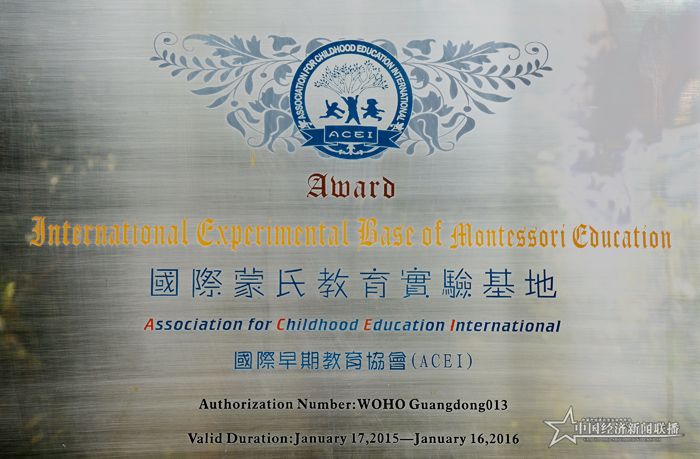 ASSOCIATION FOR CHILDHOOD EDUCATION INTERNATIONAL
ACEI
Award
International Experimental Base of Montessori Education
國際蒙氏教育實驗基地
Association for Childhood Education International
國際早期教育協會(ACEI)
Authorization Number:WOHO Guangdong013
Valid Duration:January 17,2015—January 16,2016
中国经济新闻联播